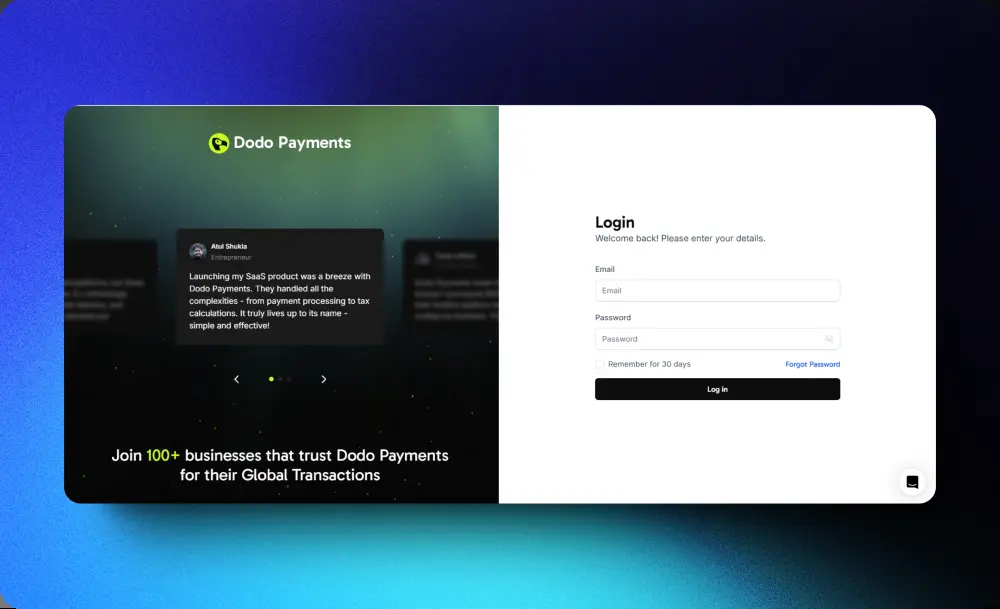 Dodo Payments
Atul Shukla
Entrepreneur
Launching my SaaS product was a breeze with
Dodo Payments. They handled all the
complexities - from payment processing to tax
calculations. It truly lives up to its name -
simple and effective!
Join 100+ businesses that trust Dodo Payments
for their Global Transactions
Login
Welcome back! Please enter your details.
Email
Email
Password
Password
Remember for 30 days
Forgot Password
Log in